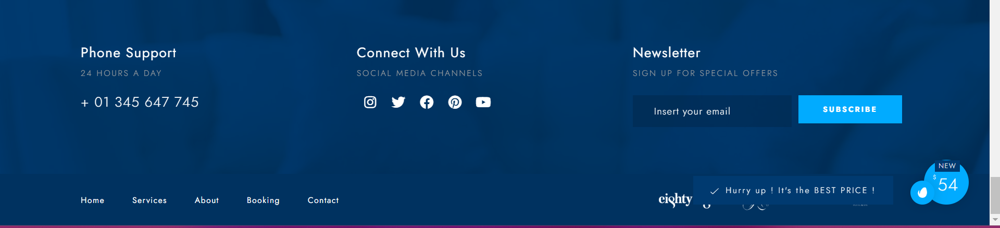 Phone Support
24 HOURS A DAY
+ 01 345 647 745
Connect With Us
SOCIAL MEDIA CHANNELS
Newsletter
SIGN UP FOR SPECIAL OFFERS
Insert your email
SUBSCRIBE
Home
Services
About
Booking
Contact
eighty
Hurry up ! It's the BEST PRICE !
NEW
$ 54